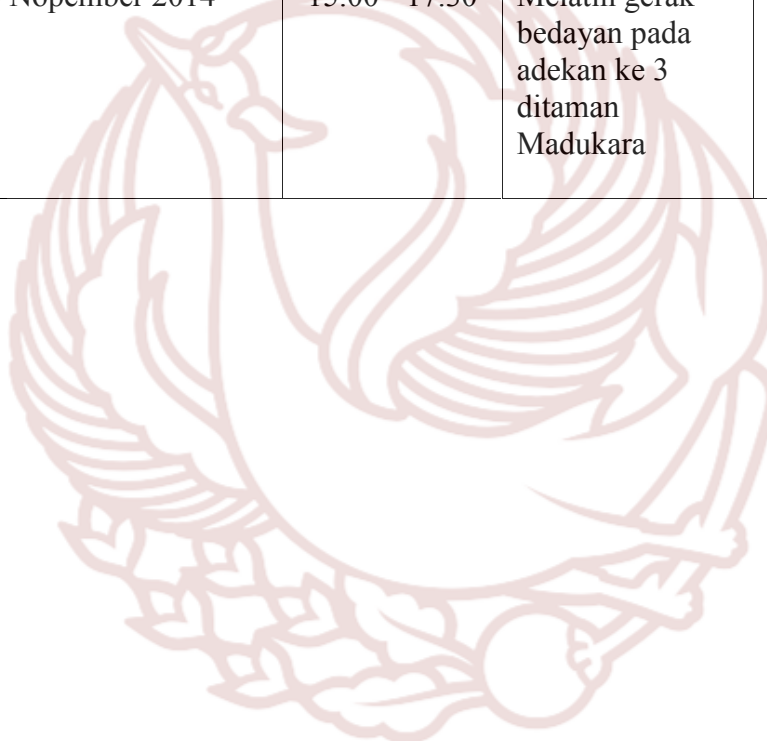 Nopember 2014
15.00 - 17.30
Melatih gerak
bedayan pada
adekan ke 3
ditaman
Madukara